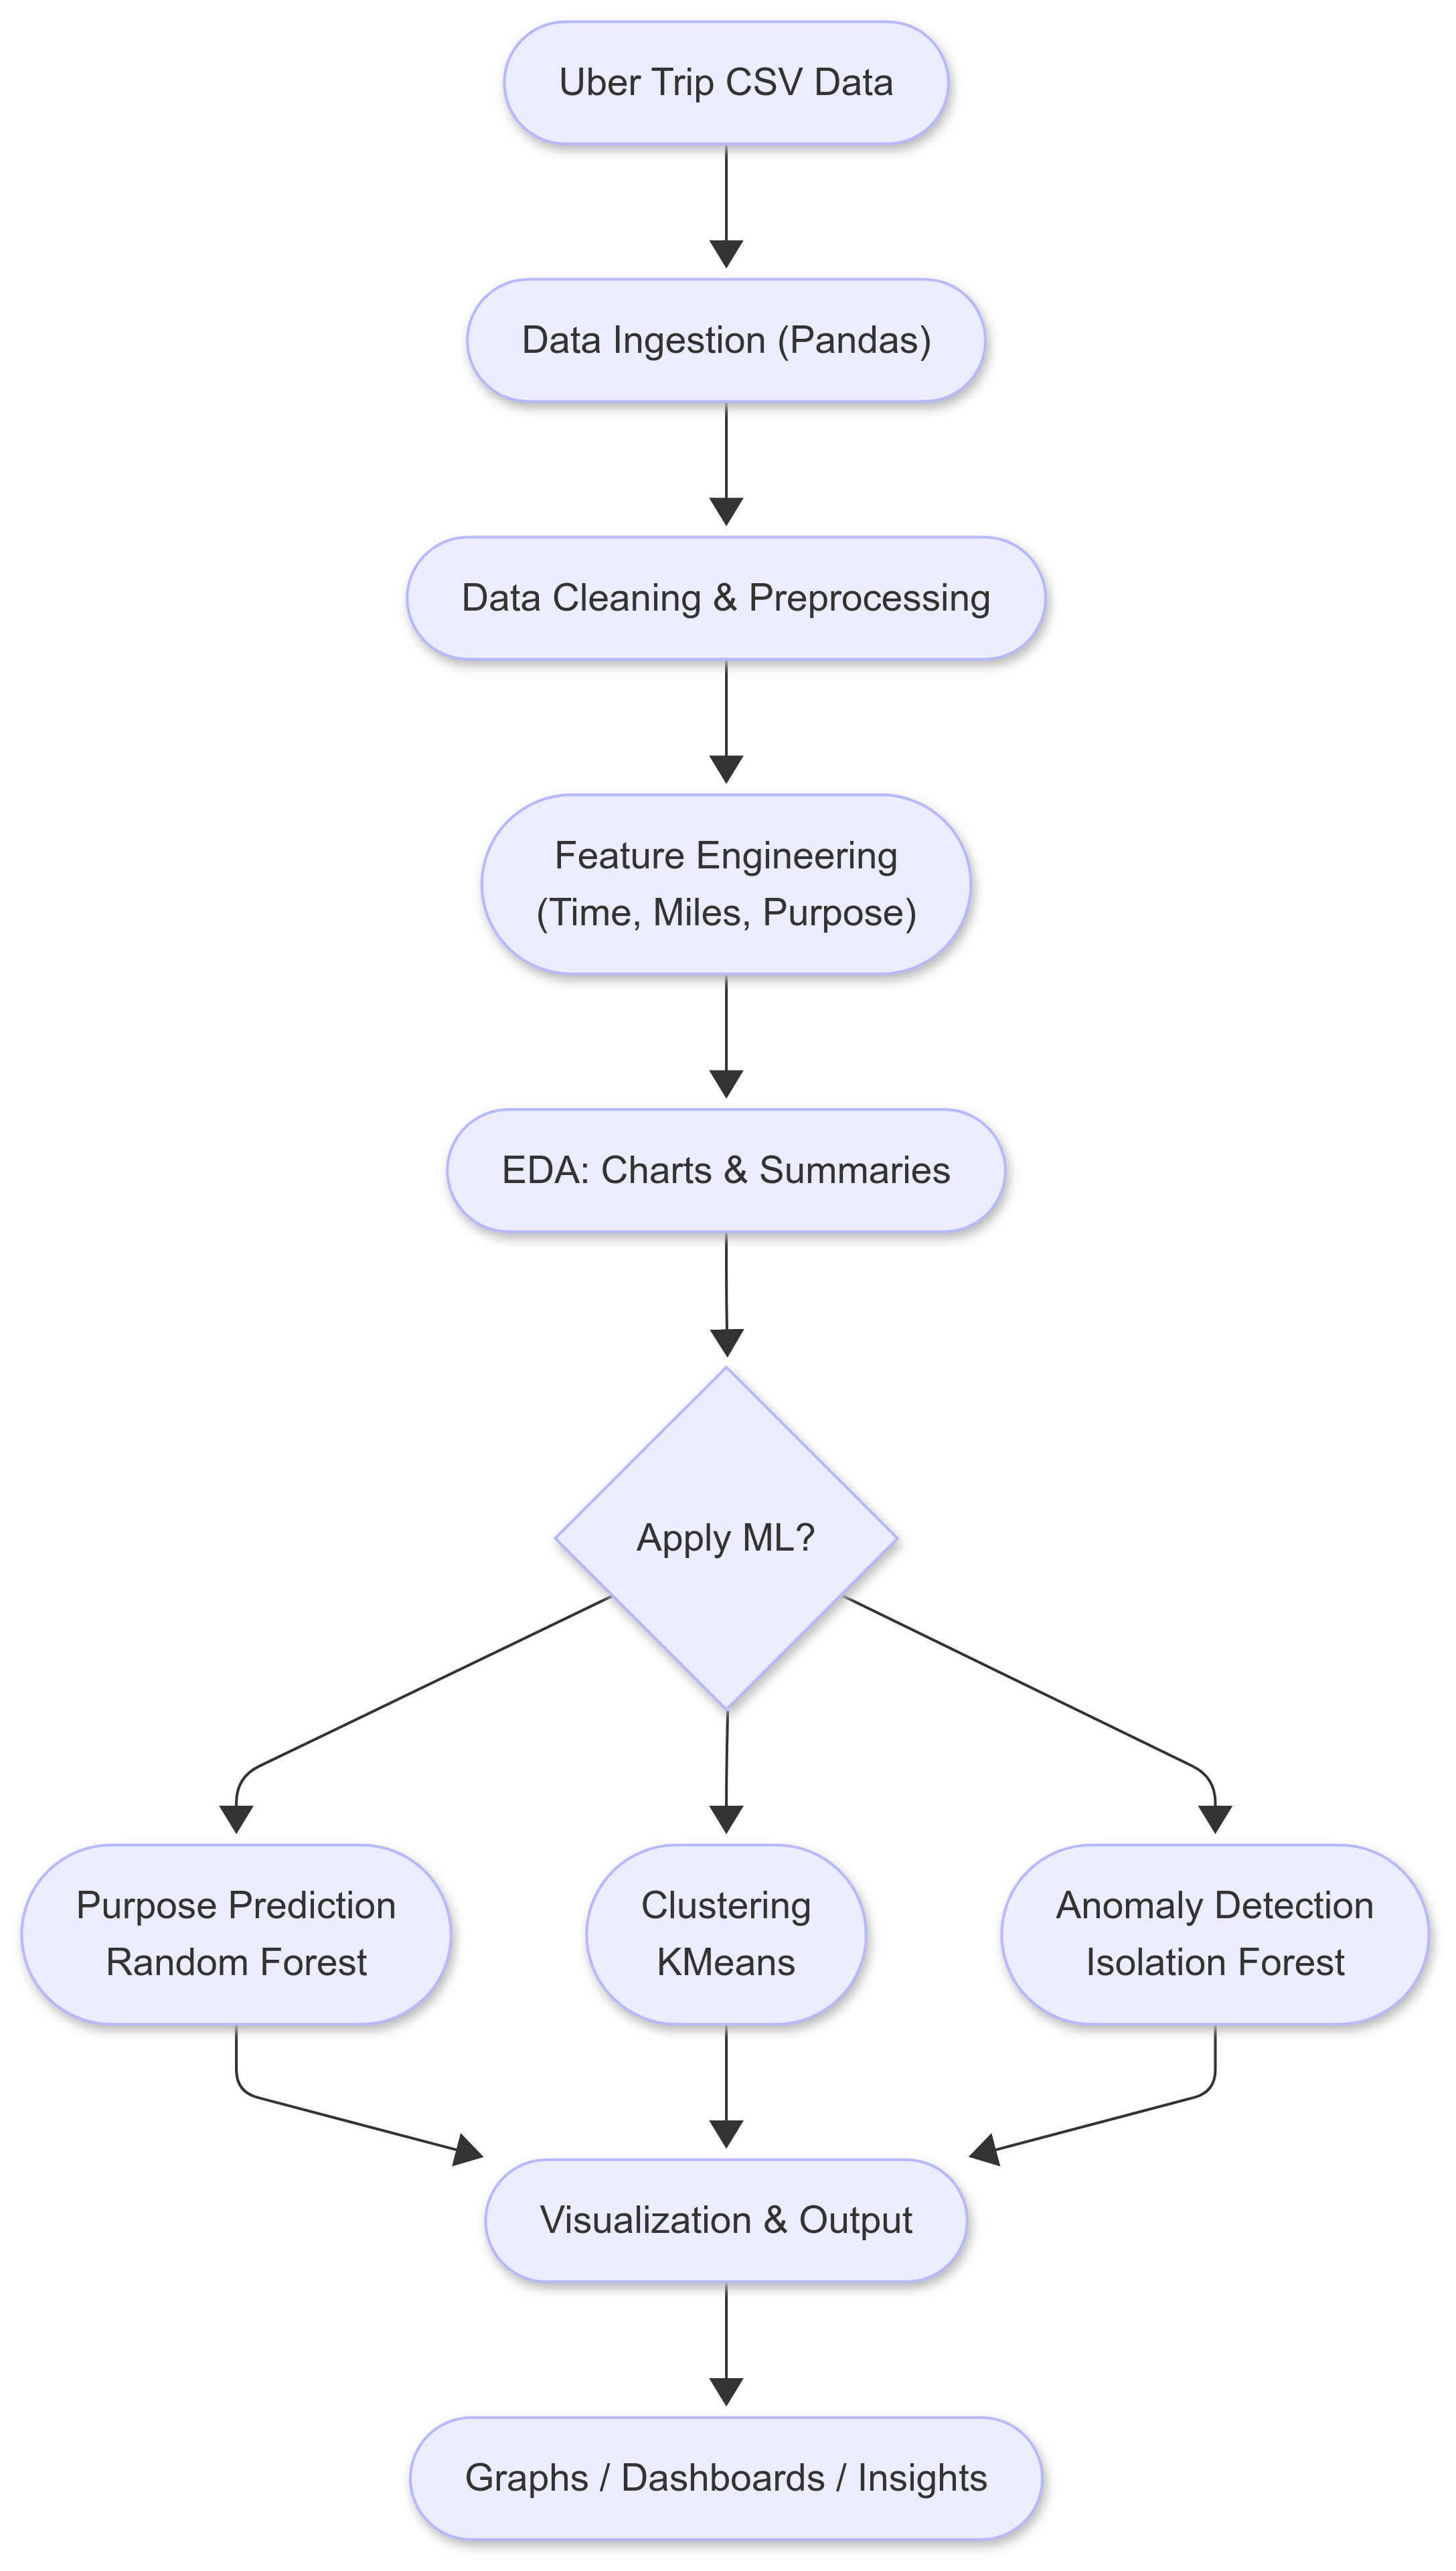 Uber Trip CSV Data
Data Ingestion (Pandas)
Data Cleaning & Preprocessing
Feature Engineering
(Time, Miles, Purpose)
EDA: Charts & Summaries
Apply ML?
Purpose Prediction
Random Forest
Clustering
KMeans
Anomaly Detection
Isolation Forest
Visualization & Output
Graphs / Dashboards / Insights